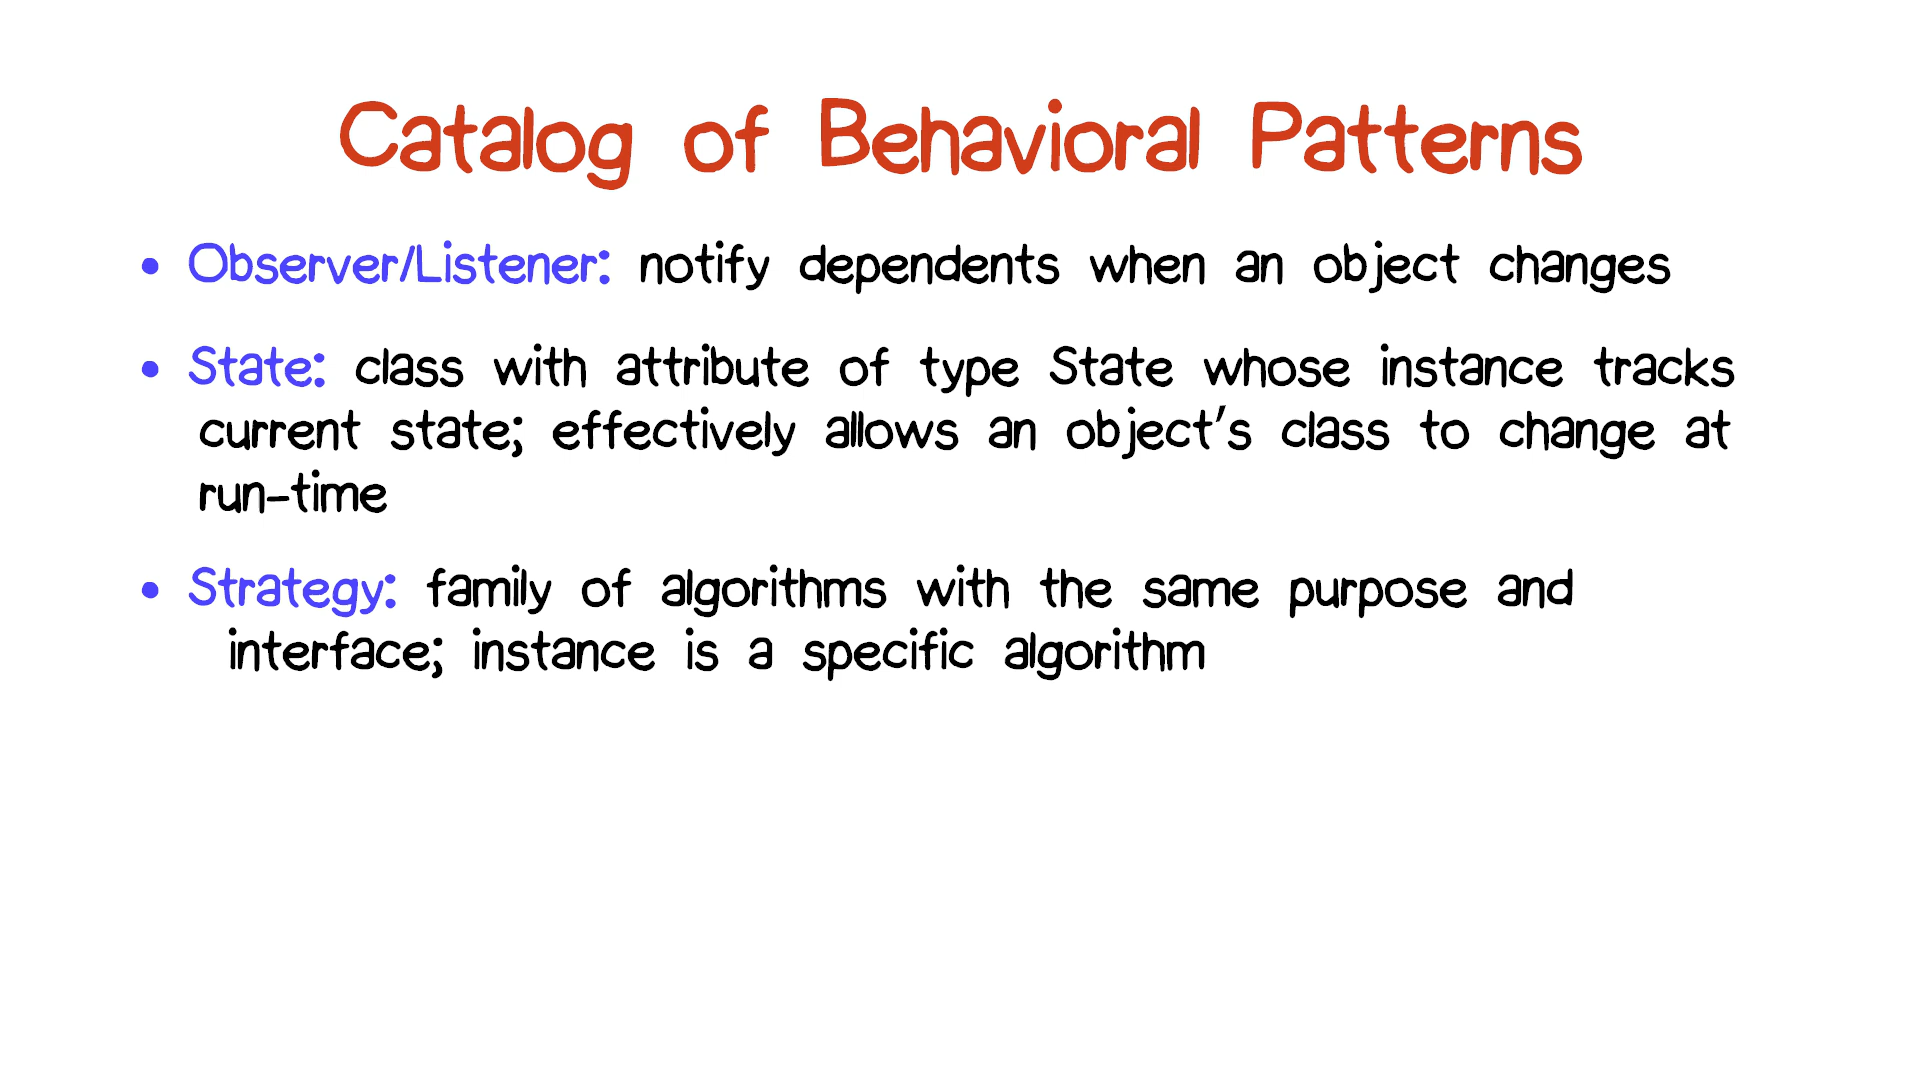 Catalog of Behavioral Patterns
• Observer/Listener: notify dependents when an object changes
• State: class with attribute of type State whose instance tracks
current state; effectively allows an object's class to change at
run-time
• Strategy: family of algorithms with the same purpose and
interface; instance is a specific algorithm